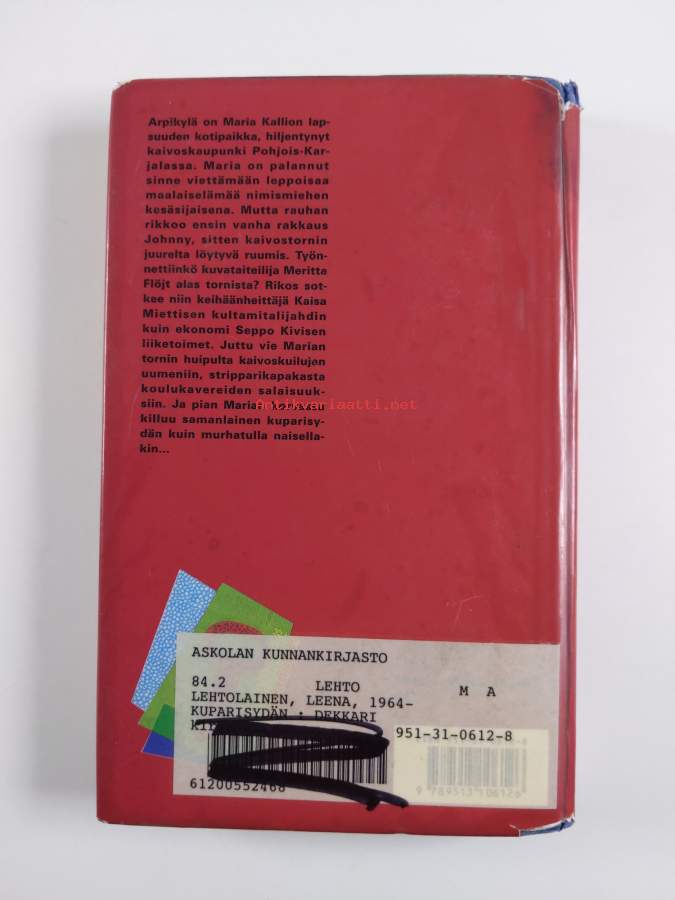 Arpikylä on Maria Kallion lap-
suuden kotipaikka, hiljentynyt
kaivoskaupunki Pohjois-Kar-
jalassa. Maria on palannut
sinne viettämään leppoisaa
maalaiselämää nimismiehen
kesäsijaisena. Mutta rauhan
rikkoo ensin vanha rakkaus
Johnny, sitten kaivostornin
juurelta löytyvä ruumis. Työn-
nettiinkö kuvataiteilija Meritta
Flöjt alas tornista? Rikos sot-
kee niin keihäänheittäjä Kaisa
Miettisen kultamitalijahdin
kuin ekonomi Seppo Kivisen
liiketoimet. Juttu vie Marian
tornin huipulta kaivoskuilujen
uumeniin, stripparikapakasta
koulukavereiden salaisuuk-
siin. Ja pian Marian
killuu samanlainen kuparisy-
dän kuin murhatulla naisella-
kin...
Antikvariaatti.net
ASKOLAN KUNNANKIRJASTO
84.2 LEHTO M A
LEHTOLAINEN, LEENA, 1964-
KUPARISYDÄN : DEKKARI
951-31-0612-8
61200552468
9 789513 106126